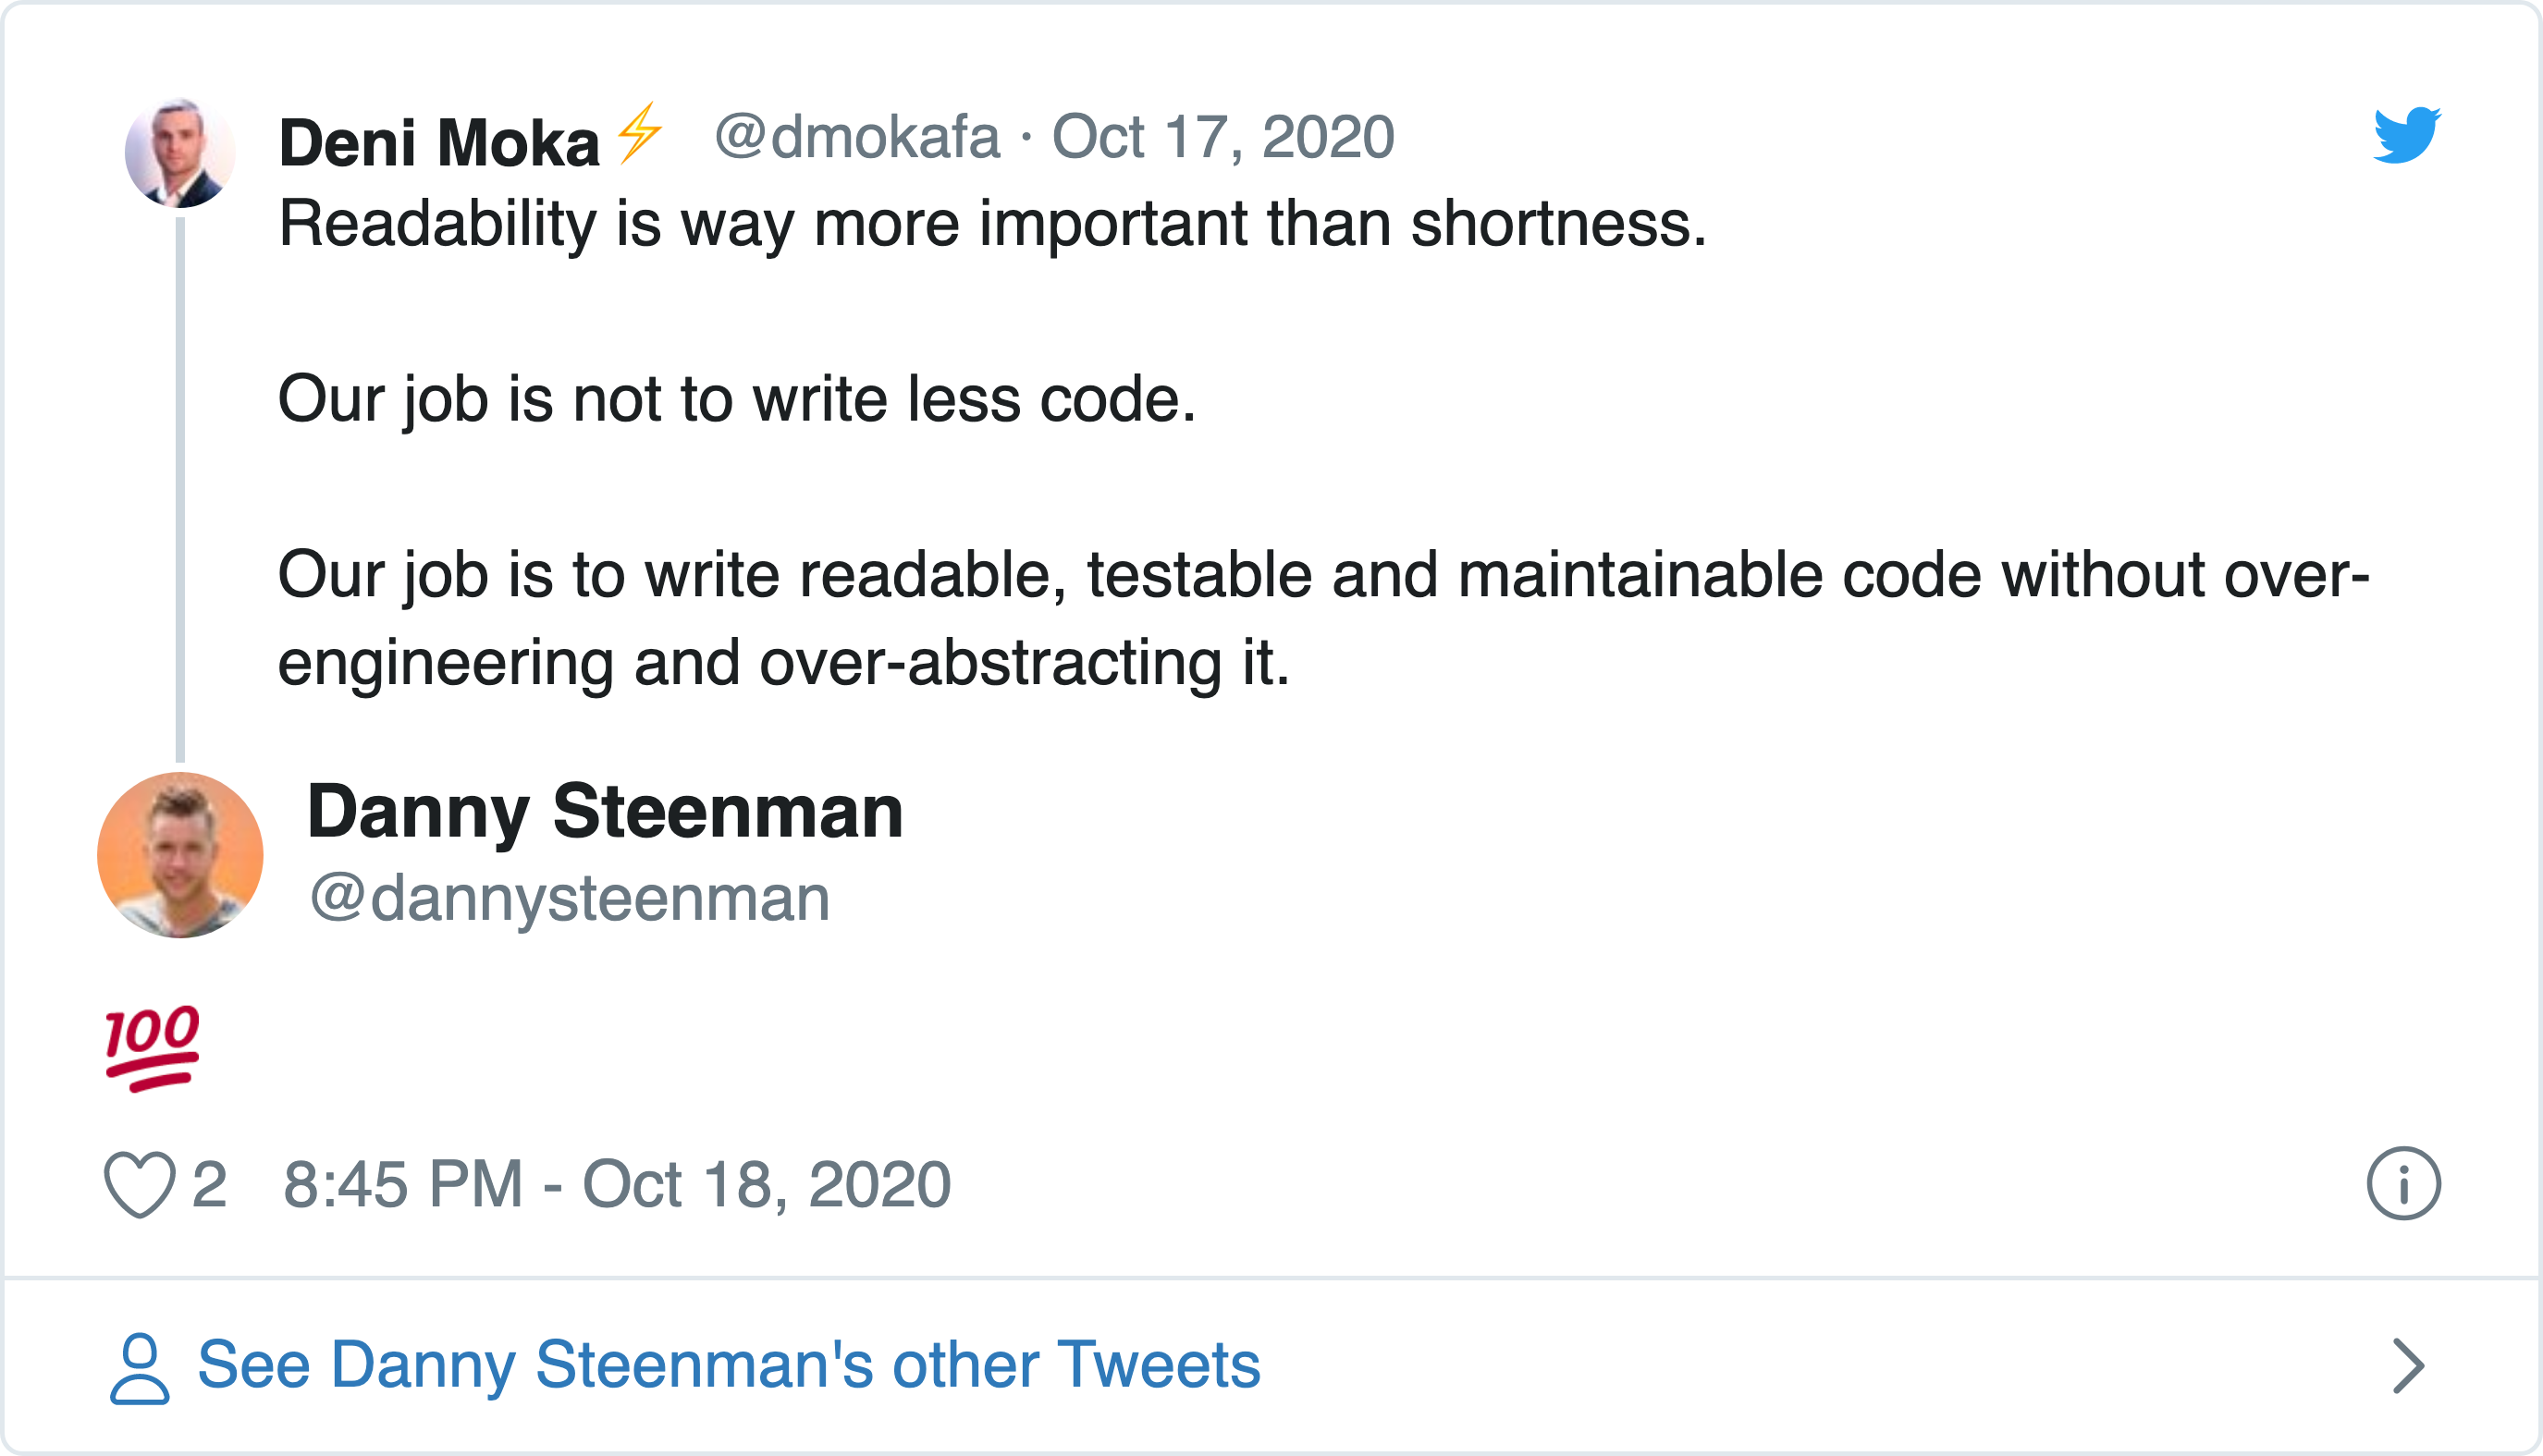 Deni Moka⚡ @dmokafa · Oct 17, 2020
Readability is way more important than shortness.
Our job is not to write less code.
Our job is to write readable, testable and maintainable code without over-
engineering and over-abstracting it.
Danny Steenman
@dannysteenman
💯
2 8:45 PM - Oct 18, 2020
See Danny Steenman's other Tweets